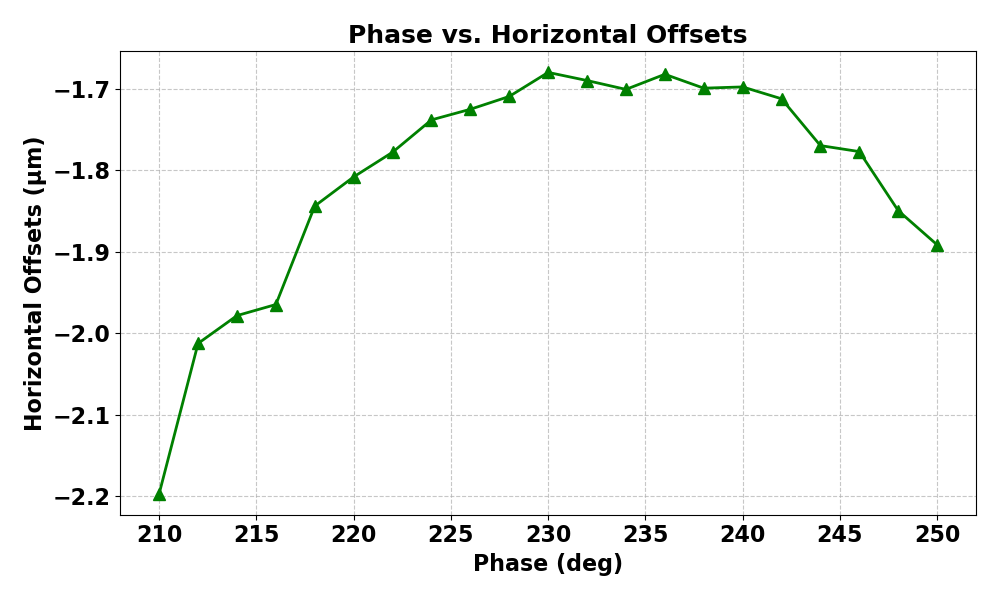 Phase vs. Horizontal Offsets
Horizontal Offsets (μm)
−1.7
−1.8
−1.9
−2.0
−2.1
−2.2
210 215 220 225 230 235 240 245 250
Phase (deg)